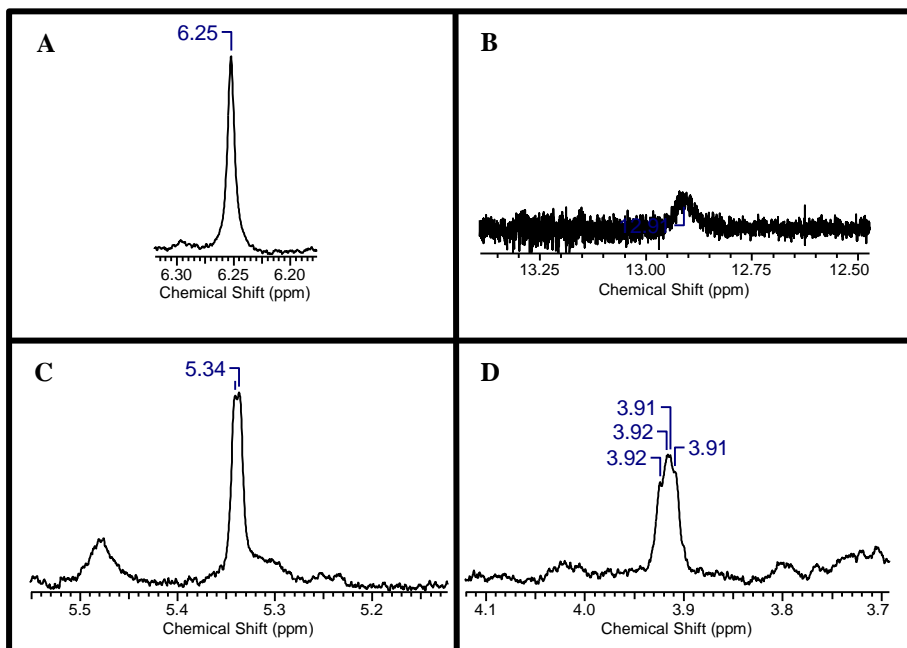 A
6.25
6.30 6.25 6.20
Chemical Shift (ppm)
B
12.91
13.25 13.00 12.75 12.50
Chemical Shift (ppm)
C
5.34
5.5 5.4 5.3 5.2
Chemical Shift (ppm)
D
3.91
3.92
3.92 3.91
4.1 4.0 3.9 3.8 3.7
Chemical Shift (ppm)